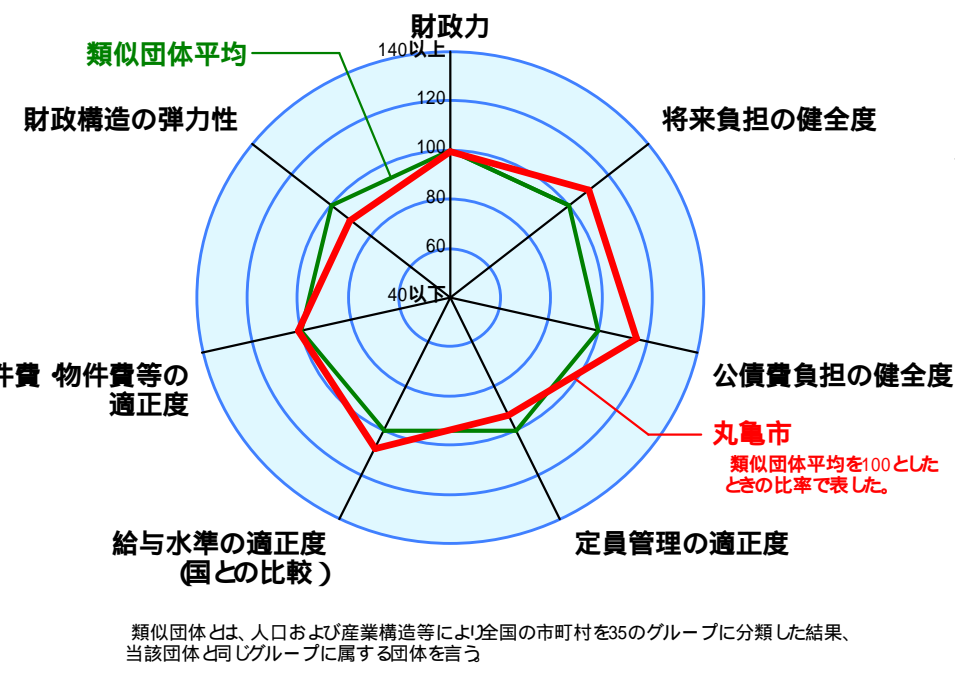 財政力
類似団体平均
140以上
120
100
80
60
40以下
財政構造の弾力性
将来負担の健全度
件費・物件費等の
適正度
公債費負担の健全度
丸亀市
類似団体平均を100とした
ときの比率で表した。
給与水準の適正度
(国との比較)
定員管理の適正度
類似団体とは、人口および産業構造等により全国の市町村を35のグループに分類した結果、
当該団体と同じグループに属する団体を言う